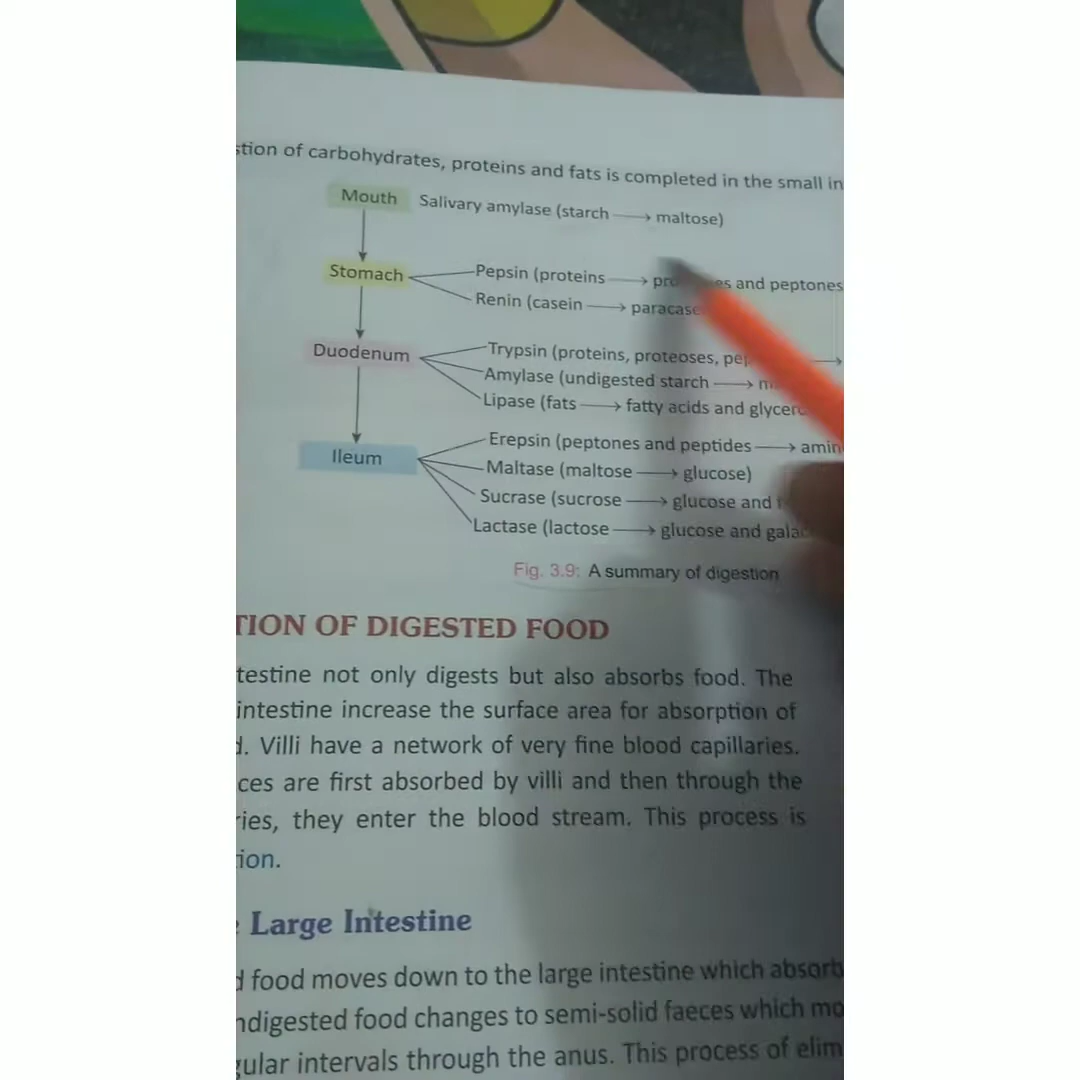 stion of carbohydrates, proteins and fats is completed in the small in
Mouth Salivary amylase (starch → maltose)
Stomach
Pepsin (proteins → es and peptones
Renin (casein → paracase
Duodenum
Trypsin (proteins, proteoses, →
Amylase (undigested starch →
Lipase (fats → fatty acids and glycero
Ileum
Erepsin (peptones and peptides → amin
Maltase (maltose → glucose)
Sucrase (sucrose → glucose and
Lactase (lactose → glucose and gala
Fig. 3.9: A summary of digestion
TION OF DIGESTED FOOD
testine not only digests but also absorbs food. The
intestine increase the surface area for absorption of
d. Villi have a network of very fine blood capillaries.
ces are first absorbed by villi and then through the
ries, they enter the blood stream. This process is
tion.
Large Intestine
d food moves down to the large intestine which absorb
ndigested food changes to semi-solid faeces which mo
gular intervals through the anus. This process of elim